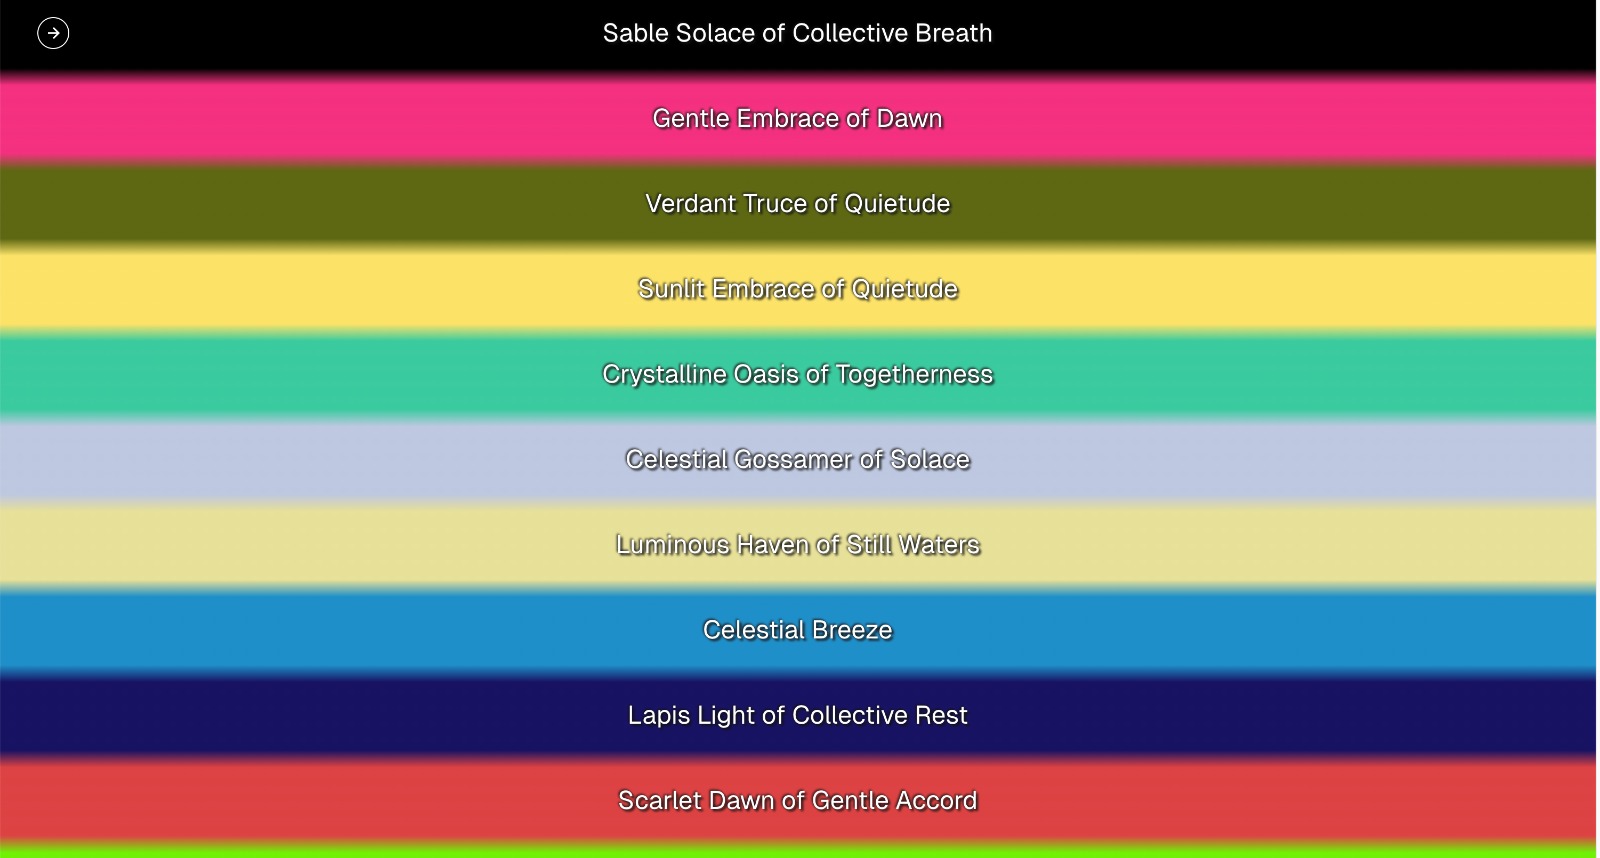 Sable Solace of Collective Breath
Gentle Embrace of Dawn
Verdant Truce of Quietude
Sunlit Embrace of Quietude
Crystalline Oasis of Togetherness
Celestial Gossamer of Solace
Luminous Haven of Still Waters
Celestial Breeze
Lapis Light of Collective Rest
Scarlet Dawn of Gentle Accord